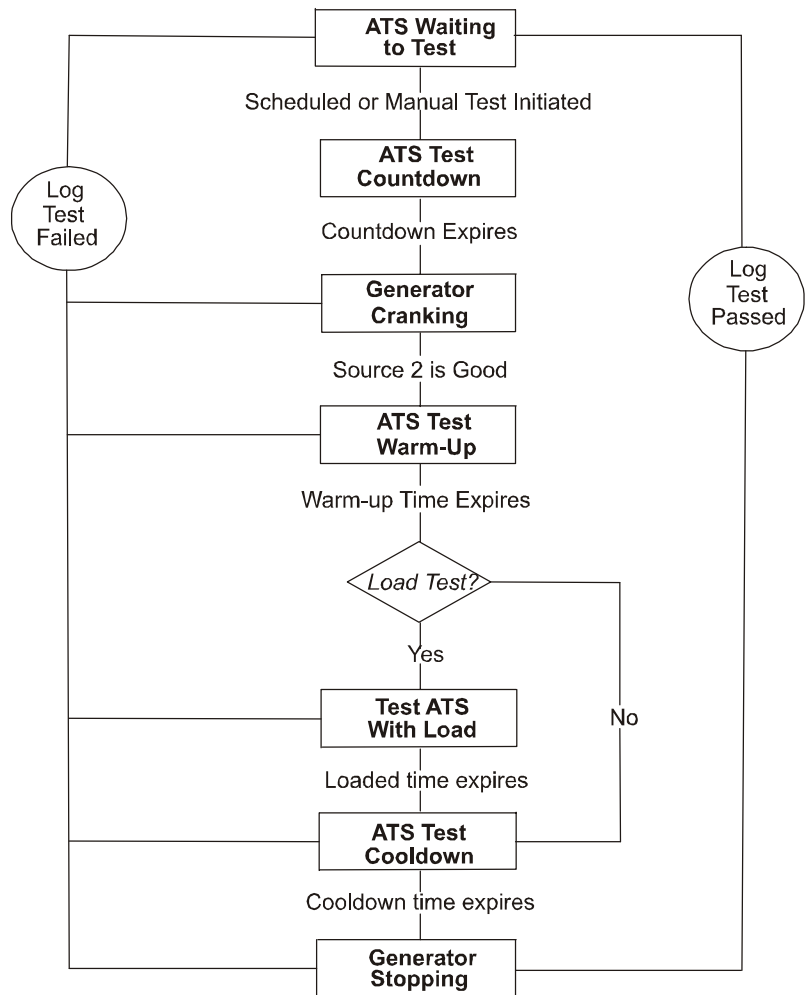 ATS Waiting
to Test
Scheduled or Manual Test Initiated
ATS Test
Countdown
Log
Test
Failed
Countdown Expires
Log
Test
Passed
Generator
Cranking
Source 2 is Good
ATS Test
Warm-Up
Warm-up Time Expires
Load Test?
Yes
Test ATS
With Load
No
Loaded time expires
ATS Test
Cooldown
Cooldown time expires
Generator
Stopping